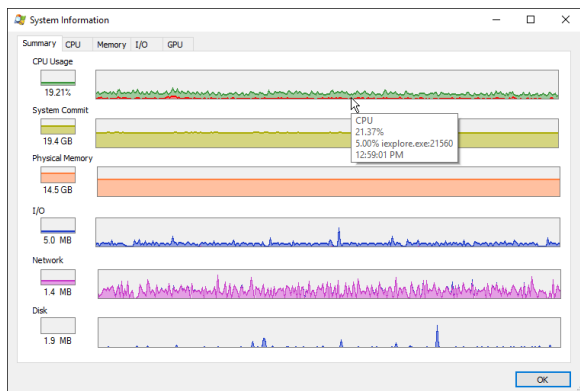 System Information
Summary CPU Memory I/O GPU
CPU Usage
19.21%
System Commit
19.4 GB
CPU
21.37%
5.00% iexplore.exe:21560
12:59:01 PM
Physical Memory
14.5 GB
I/O
5.0 MB
Network
1.4 MB
Disk
1.9 MB
OK